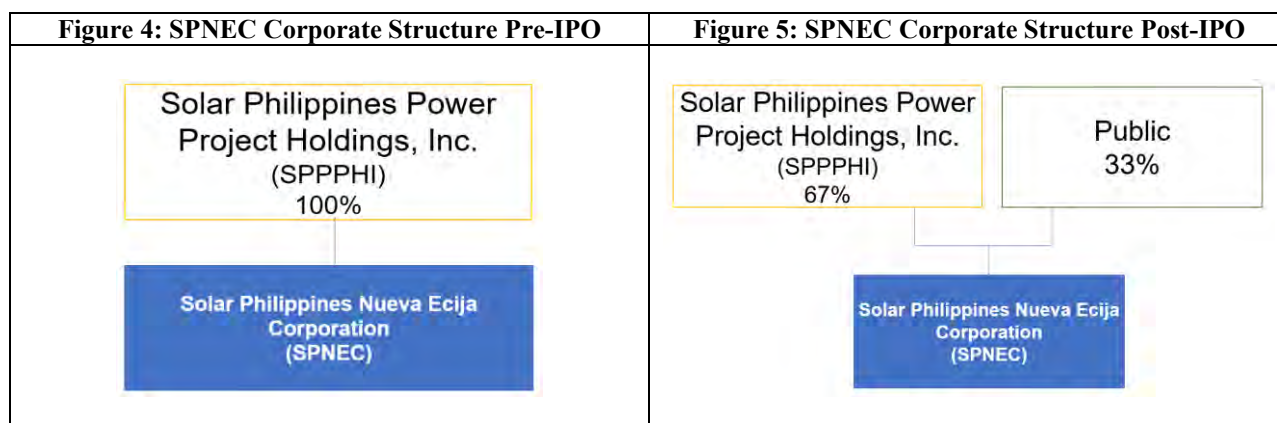 Figure 4: SPNEC Corporate Structure Pre-IPO
Solar Philippines Power
Project Holdings, Inc.
(SPPPHI)
100%
Solar Philippines Nueva Ecija
Corporation
(SPNEC)
Figure 5: SPNEC Corporate Structure Post-IPO
Solar Philippines Power
Project Holdings, Inc.
(SPPPHI)
67%
Public
33%
Solar Philippines Nueva Ecija
Corporation
(SPNEC)